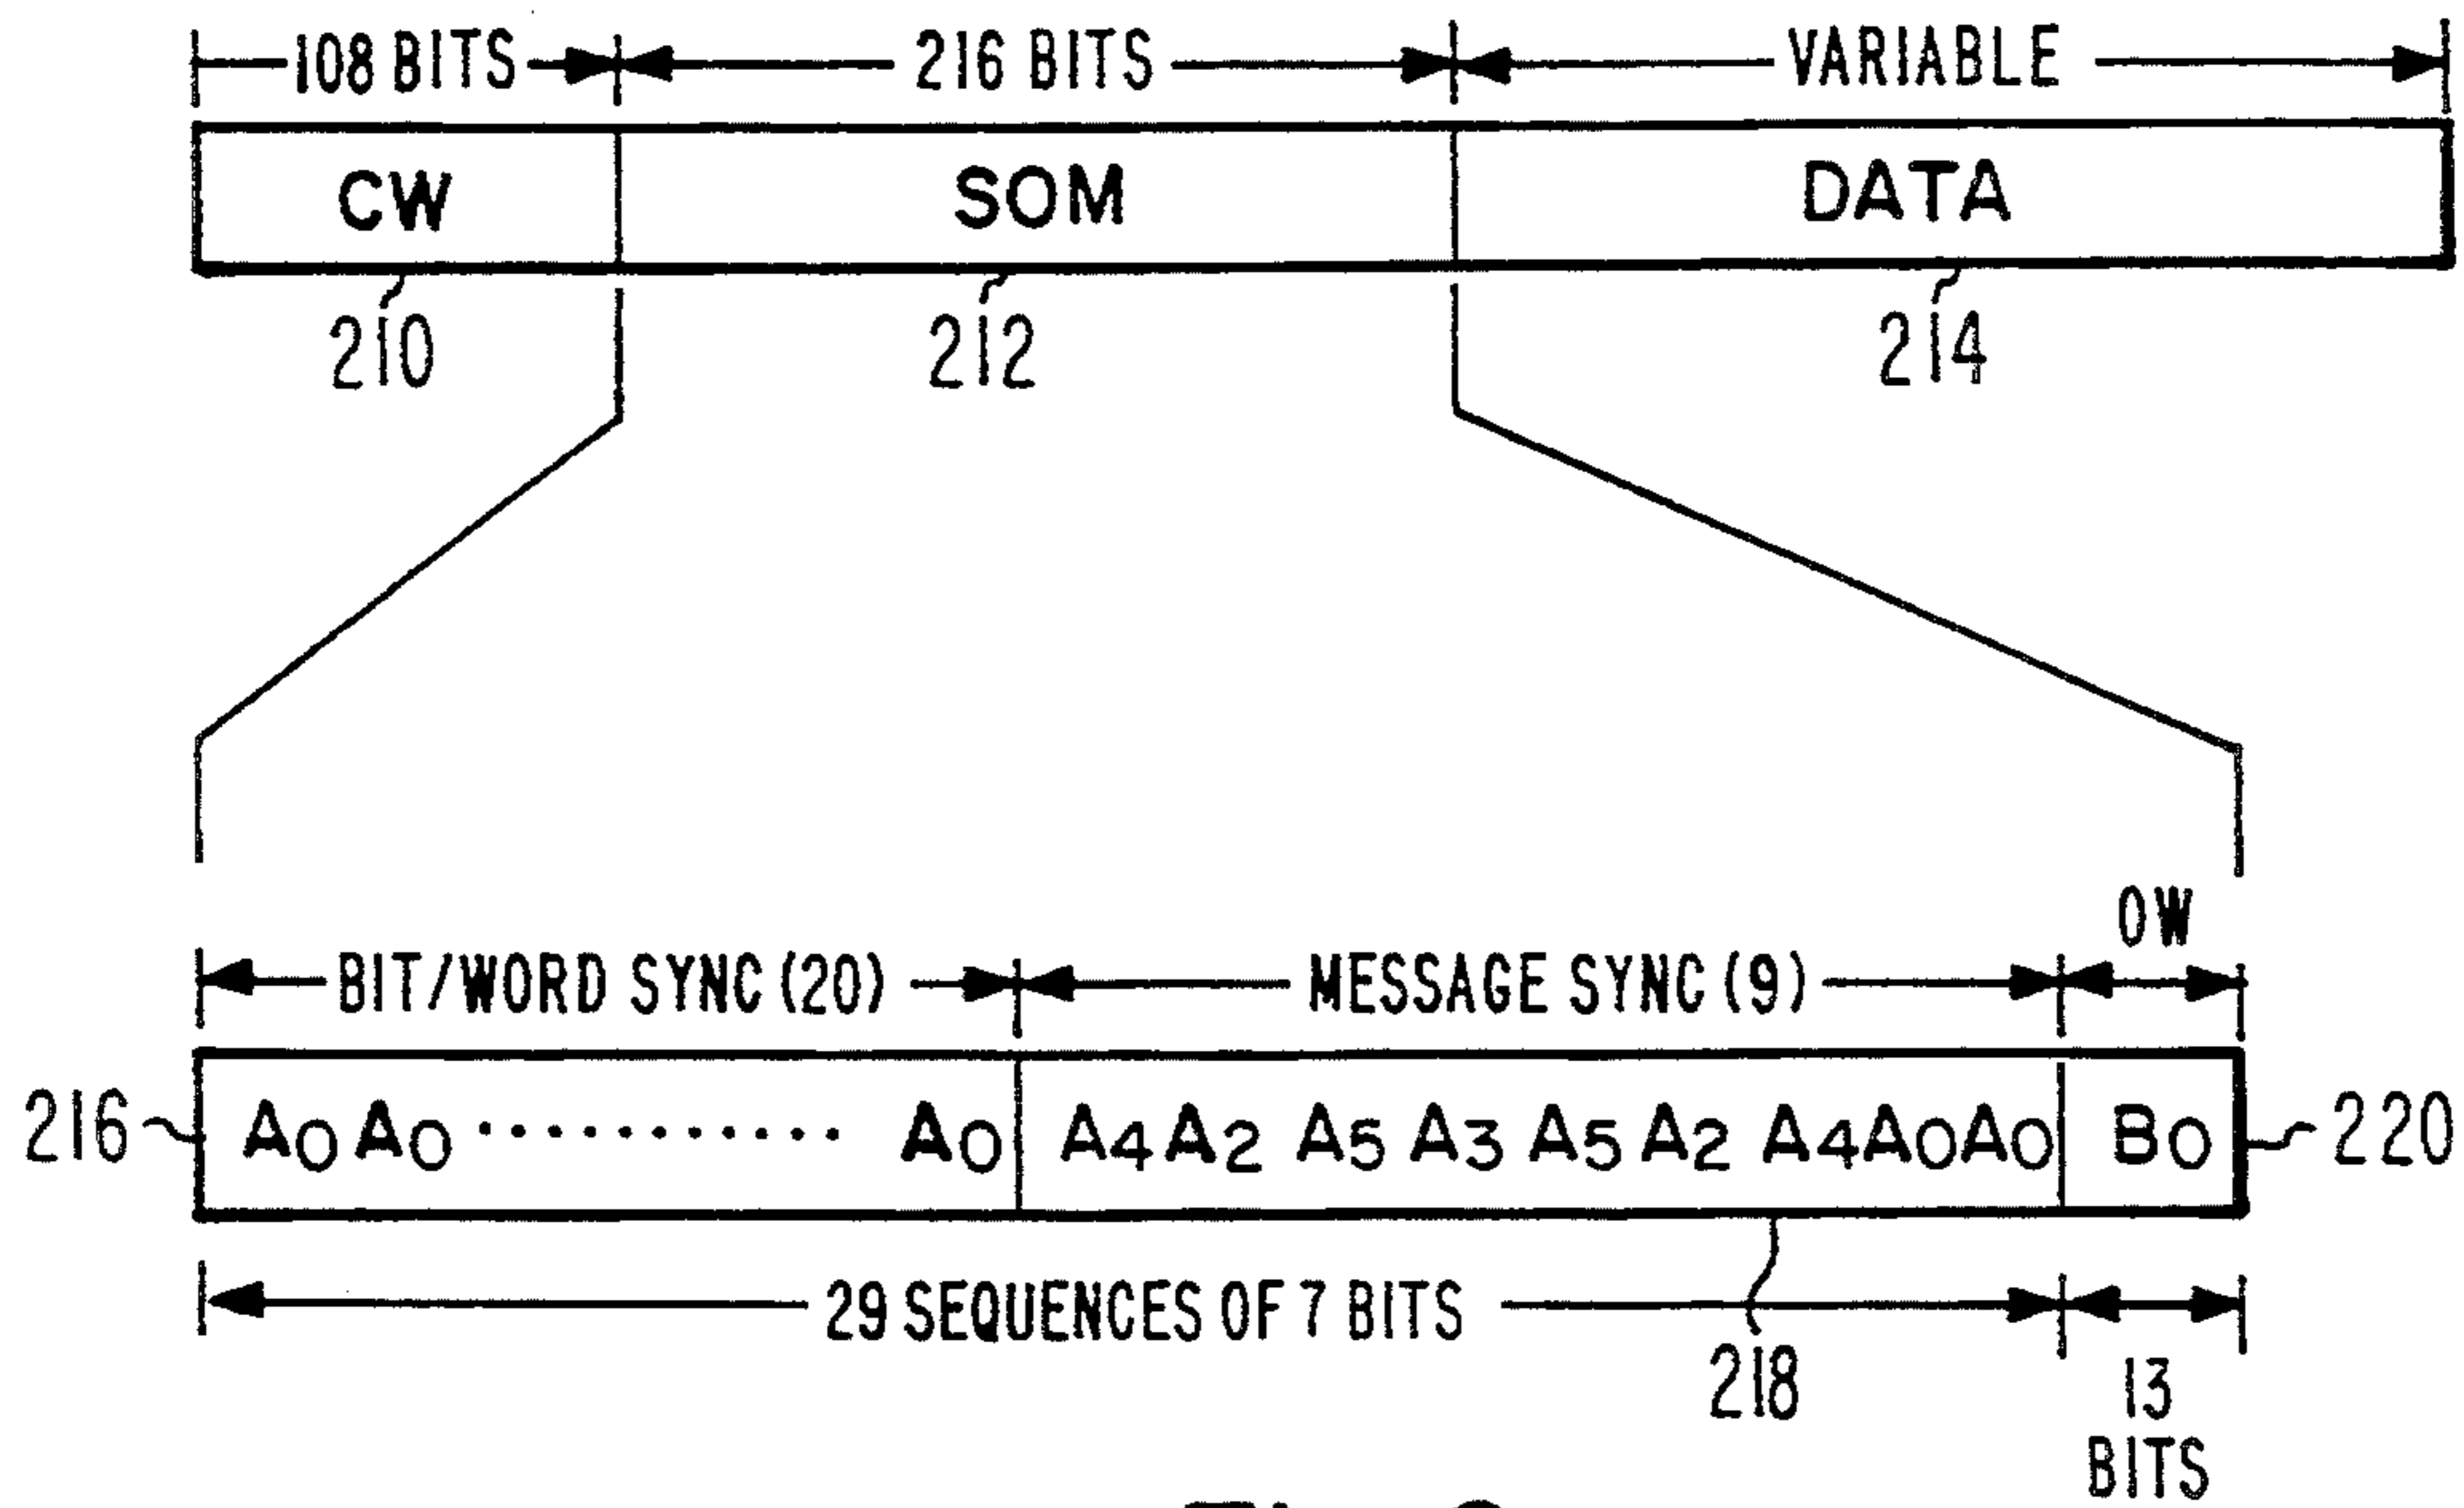 108 BITS 216 BITS VARIABLE
CW SOM DATA
210 212 214
OW
BIT/WORD SYNC (20) MESSAGE SYNC (9)
216 A0 A0 ........... A0 A4 A2 A5 A3 A5 A2 A4 A0 A0 B0 220
29 SEQUENCES OF 7 BITS
218 13
BITS